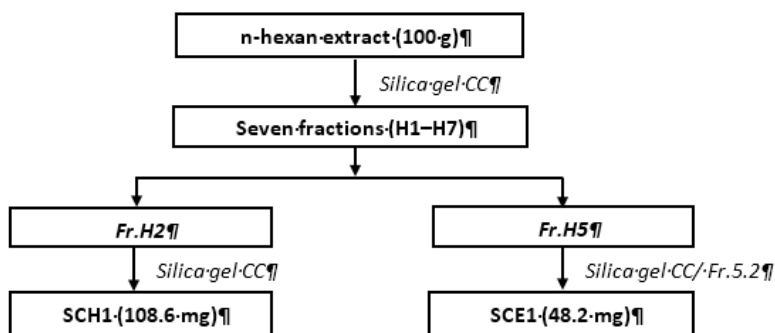 n-hexan·extract·(100·g)¶
Silica·gel·CC¶
Seven·fractions·(H1–H7)¶
Fr.H2¶
Fr.H5¶
Silica·gel·CC¶
Silica·gel·CC/·Fr.5.2¶
SCH1·(108.6·mg)¶
SCE1·(48.2·mg)¶